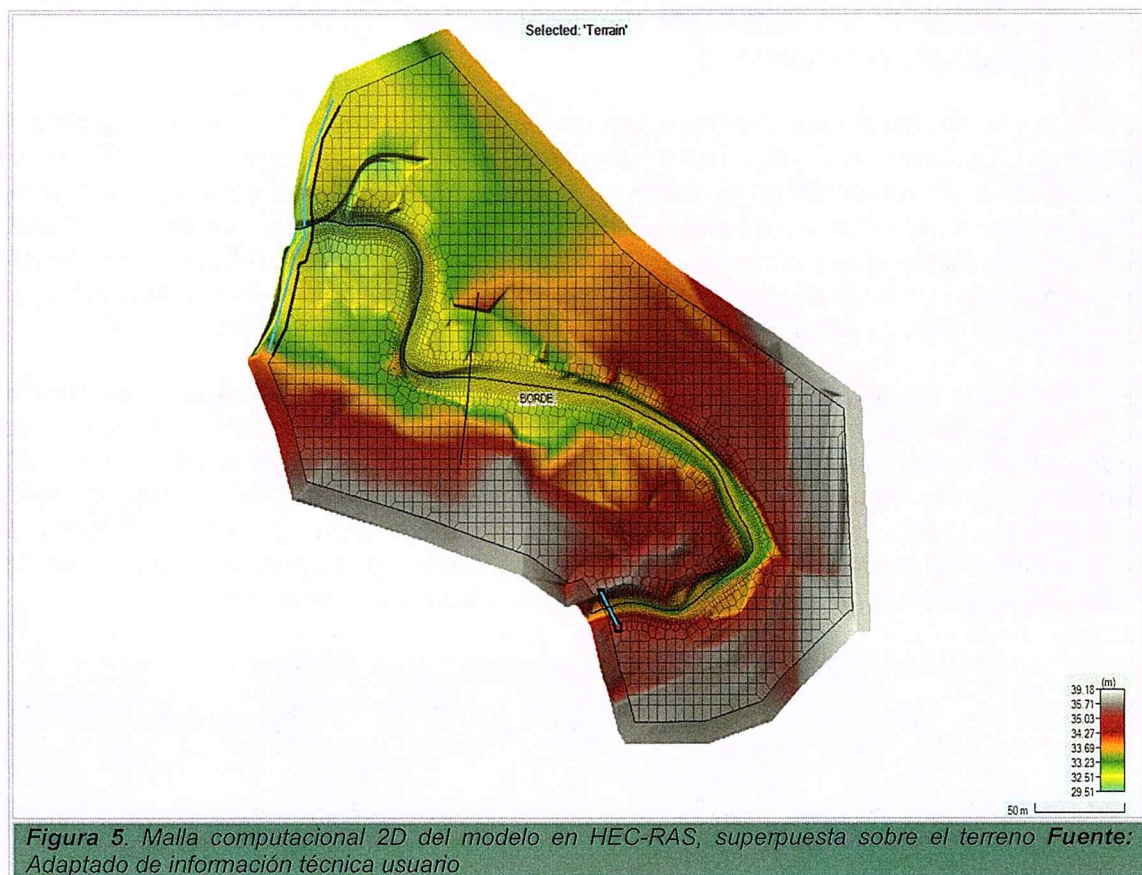 Selected: 'Terrain'
BORDE
(m)
39.18
35.71
35.03
34.27
33.69
33.23
32.51
29.51
50 m
Figura 5. Malla computacional 2D del modelo en HEC-RAS, superpuesta sobre el terreno Fuente:
Adaptado de información técnica usuario